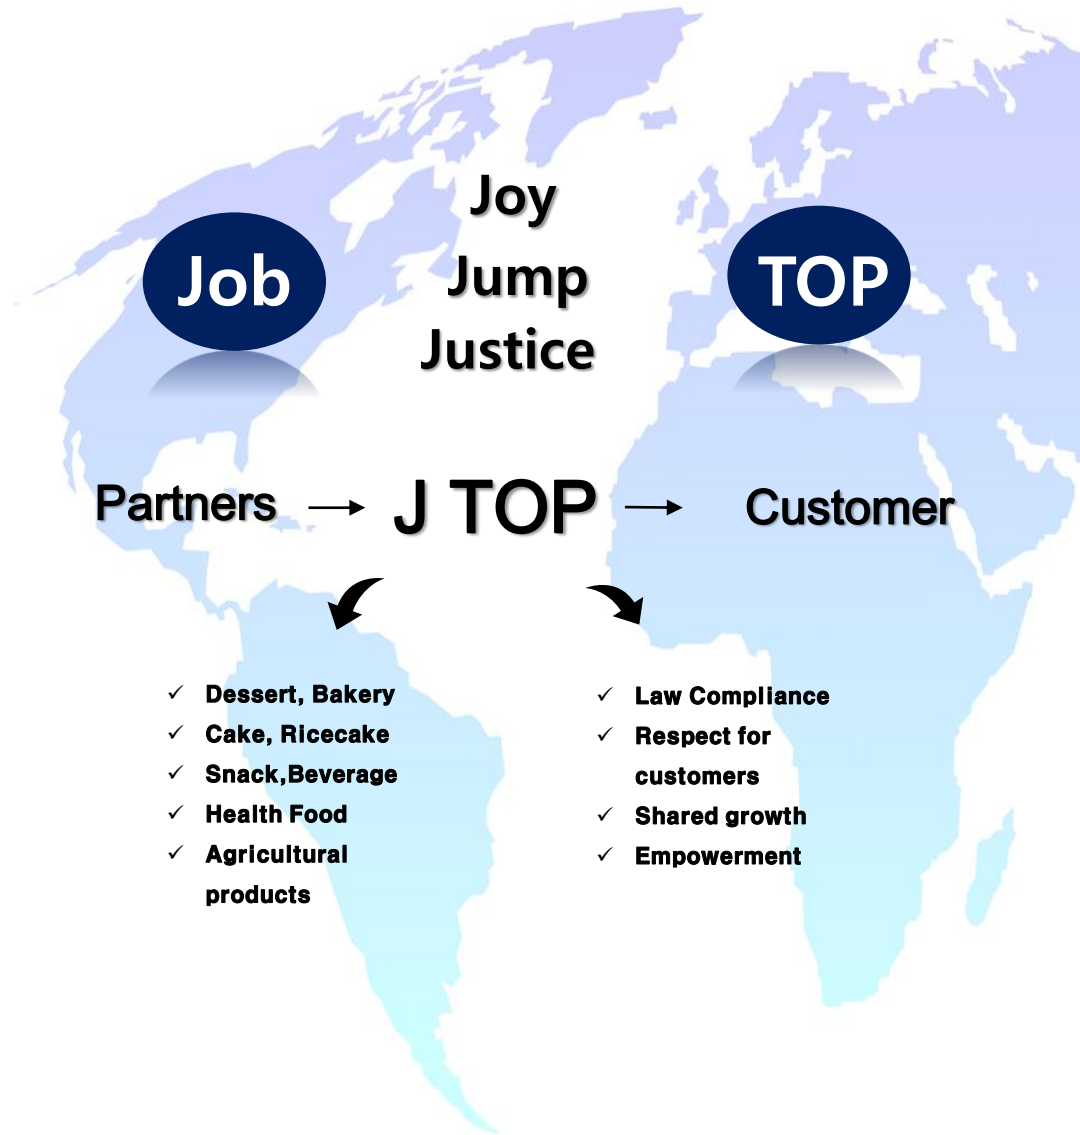 Joy
Job
Jump
TOP
Justice
Partners
J TOP
Customer
Dessert, Bakery
Cake, Ricecake
Snack,Beverage
Health Food
Agricultural
products
Law Compliance
Respect for
customers
Shared growth
Empowerment